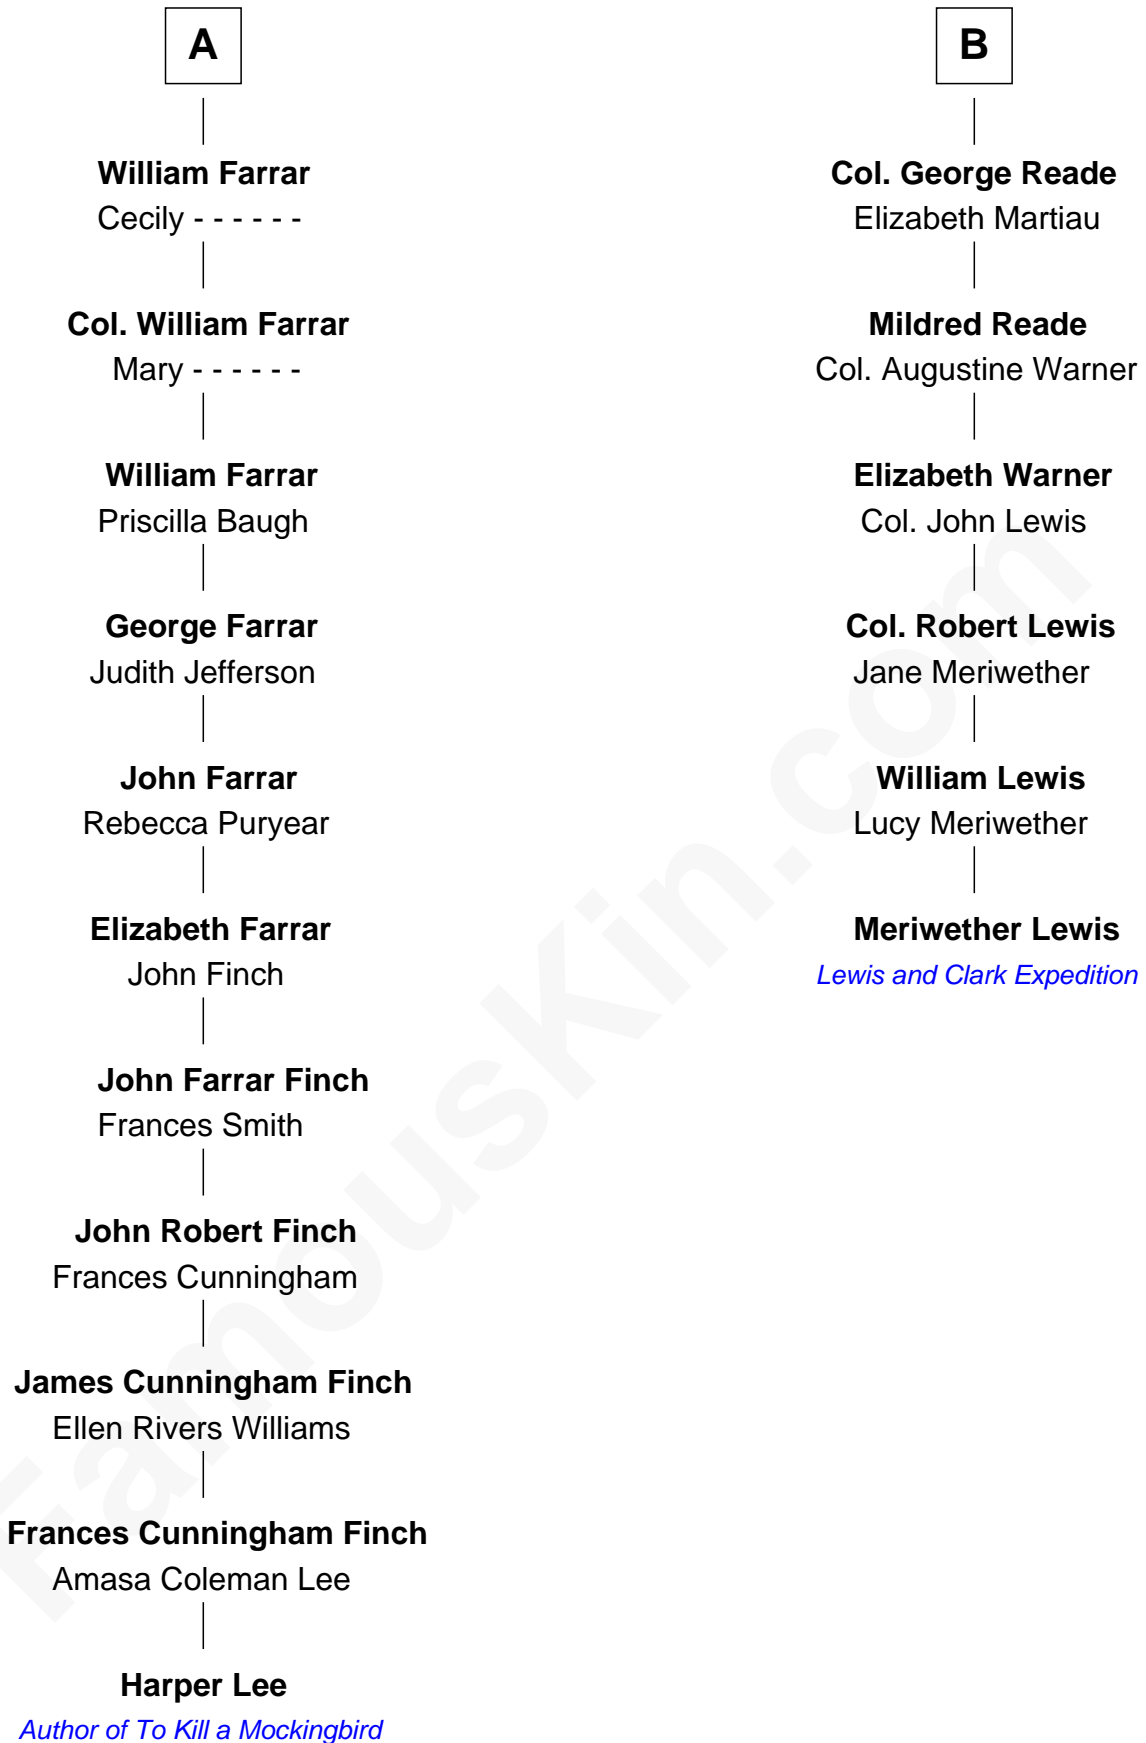 A
William Farrar
Cecily - - - - - -
Col. William Farrar
Mary - - - - - -
William Farrar
Priscilla Baugh
George Farrar
Judith Jefferson
John Farrar
Rebecca Puryear
Elizabeth Farrar
John Finch
John Farrar Finch
Frances Smith
John Robert Finch
Frances Cunningham
James Cunningham Finch
Ellen Rivers Williams
Frances Cunningham Finch
Amasa Coleman Lee
Harper Lee
Author of To Kill a Mockingbird
B
Col. George Reade
Elizabeth Martiau
Mildred Reade
Col. Augustine Warner
Elizabeth Warner
Col. John Lewis
Col. Robert Lewis
Jane Meriwether
William Lewis
Lucy Meriwether
Meriwether Lewis
Lewis and Clark Expedition
FamousKin.com